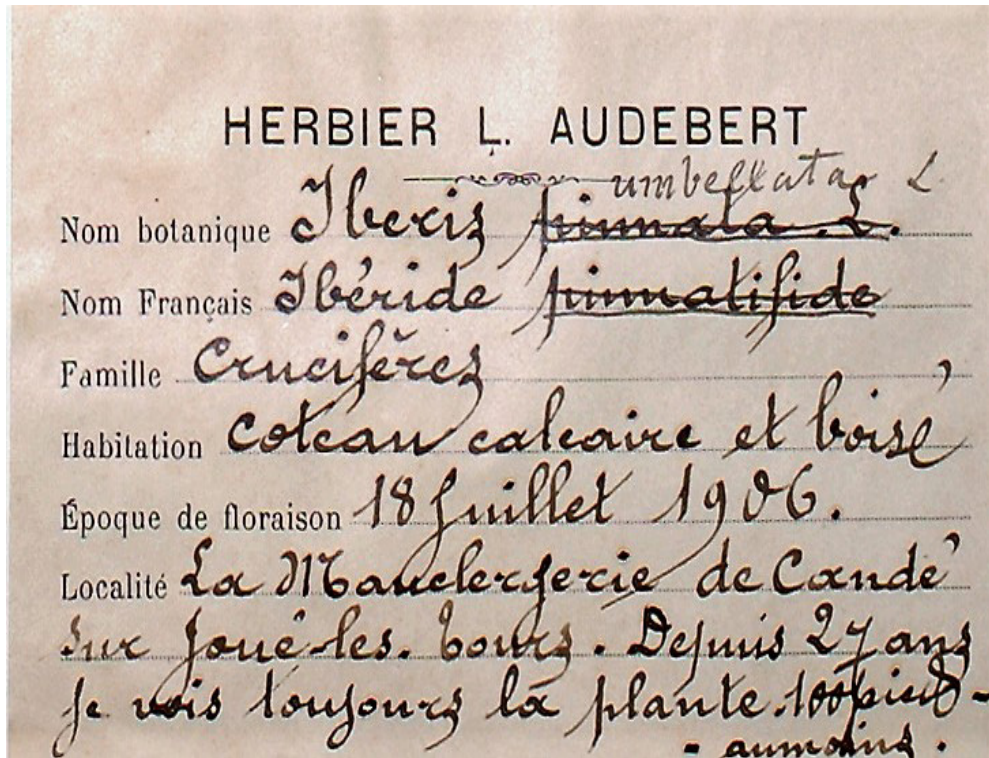 HERBIER L. AUDEBERT
umbellata L.
Nom botanique Iberis pinnata. L.
Nom Français Ibéride pinnatifide
Famille Crucifères
Habitation Coteau calcaire et boisé
Époque de floraison 18 Juillet 1906.
Localité La Mauclergerie de Candé
sur Joué-les-Tours. Depuis 27 ans
je vois toujours la plante. 100 pieds -
- au moins.